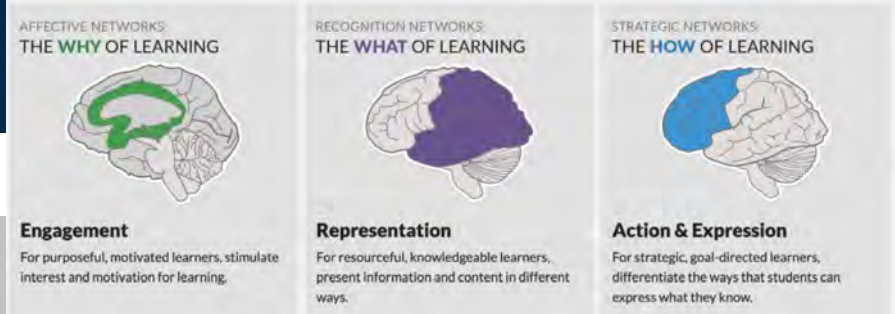 AFFECTIVE NETWORKS:
THE WHY OF LEARNING
Engagement
For purposeful, motivated learners, stimulate
interest and motivation for learning.
RECOGNITION NETWORKS:
THE WHAT OF LEARNING
Representation
For resourceful, knowledgeable learners,
present information and content in different
ways.
STRATEGIC NETWORKS:
THE HOW OF LEARNING
Action & Expression
For strategic, goal-directed learners,
differentiate the ways that students can
express what they know.